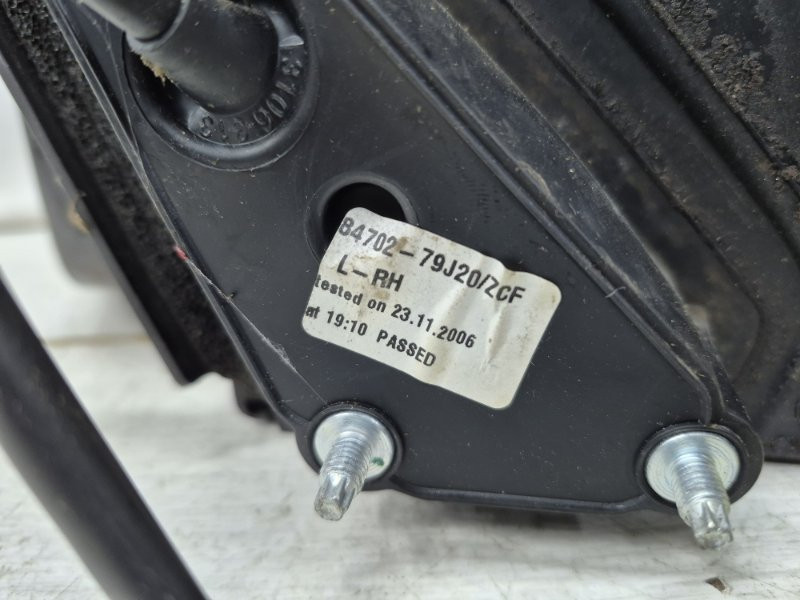 84702-79J20/ZCF
L-RH
tested on 23.11.2006
at 19:10 PASSED